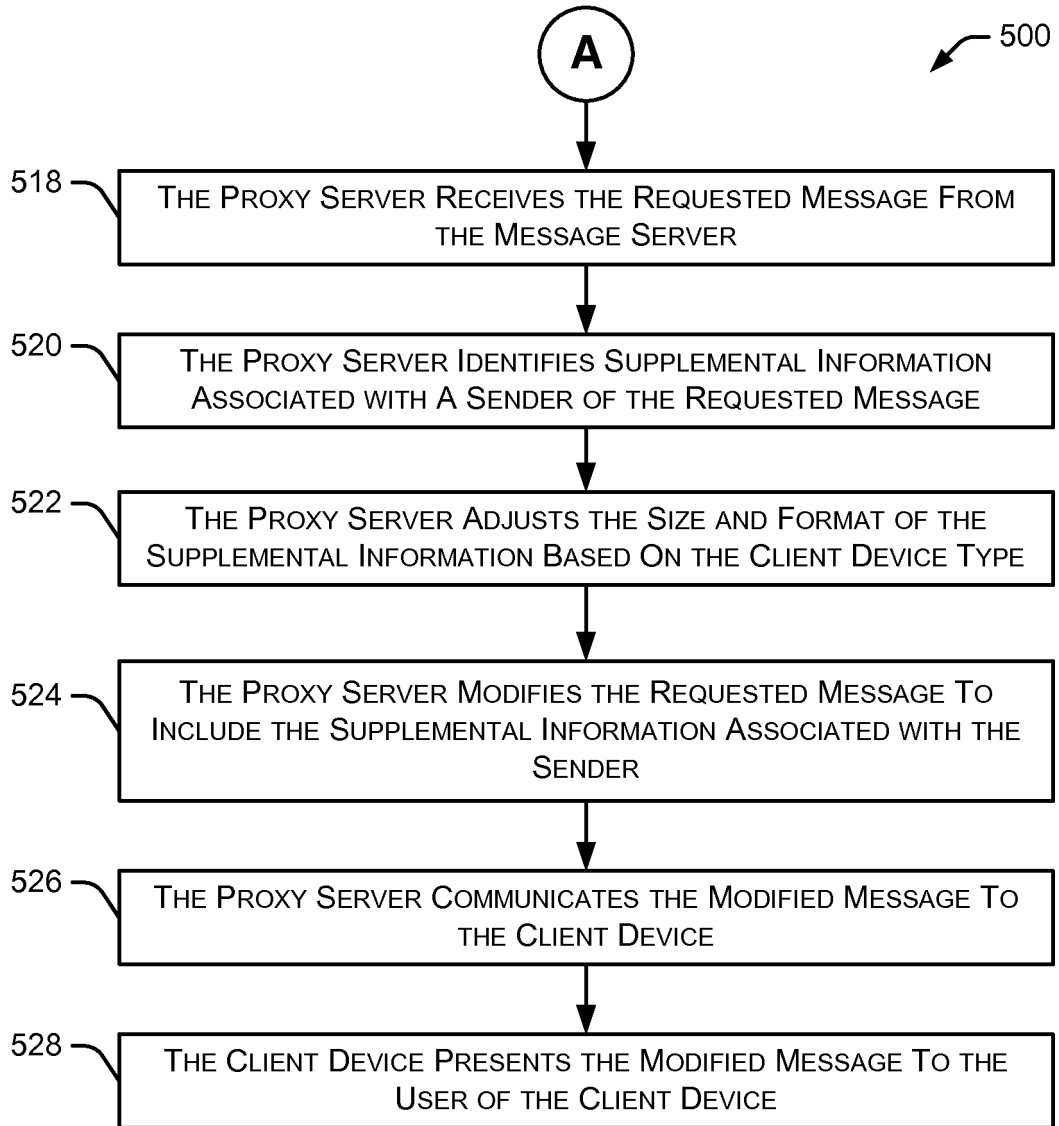 A
500
518
THE PROXY SERVER RECEIVES THE REQUESTED MESSAGE FROM
THE MESSAGE SERVER
520
THE PROXY SERVER IDENTIFIES SUPPLEMENTAL INFORMATION
ASSOCIATED WITH A SENDER OF THE REQUESTED MESSAGE
522
THE PROXY SERVER ADJUSTS THE SIZE AND FORMAT OF THE
SUPPLEMENTAL INFORMATION BASED ON THE CLIENT DEVICE TYPE
524
THE PROXY SERVER MODIFIES THE REQUESTED MESSAGE TO
INCLUDE THE SUPPLEMENTAL INFORMATION ASSOCIATED WITH THE
SENDER
526
THE PROXY SERVER COMMUNICATES THE MODIFIED MESSAGE TO
THE CLIENT DEVICE
528
THE CLIENT DEVICE PRESENTS THE MODIFIED MESSAGE TO THE
USER OF THE CLIENT DEVICE